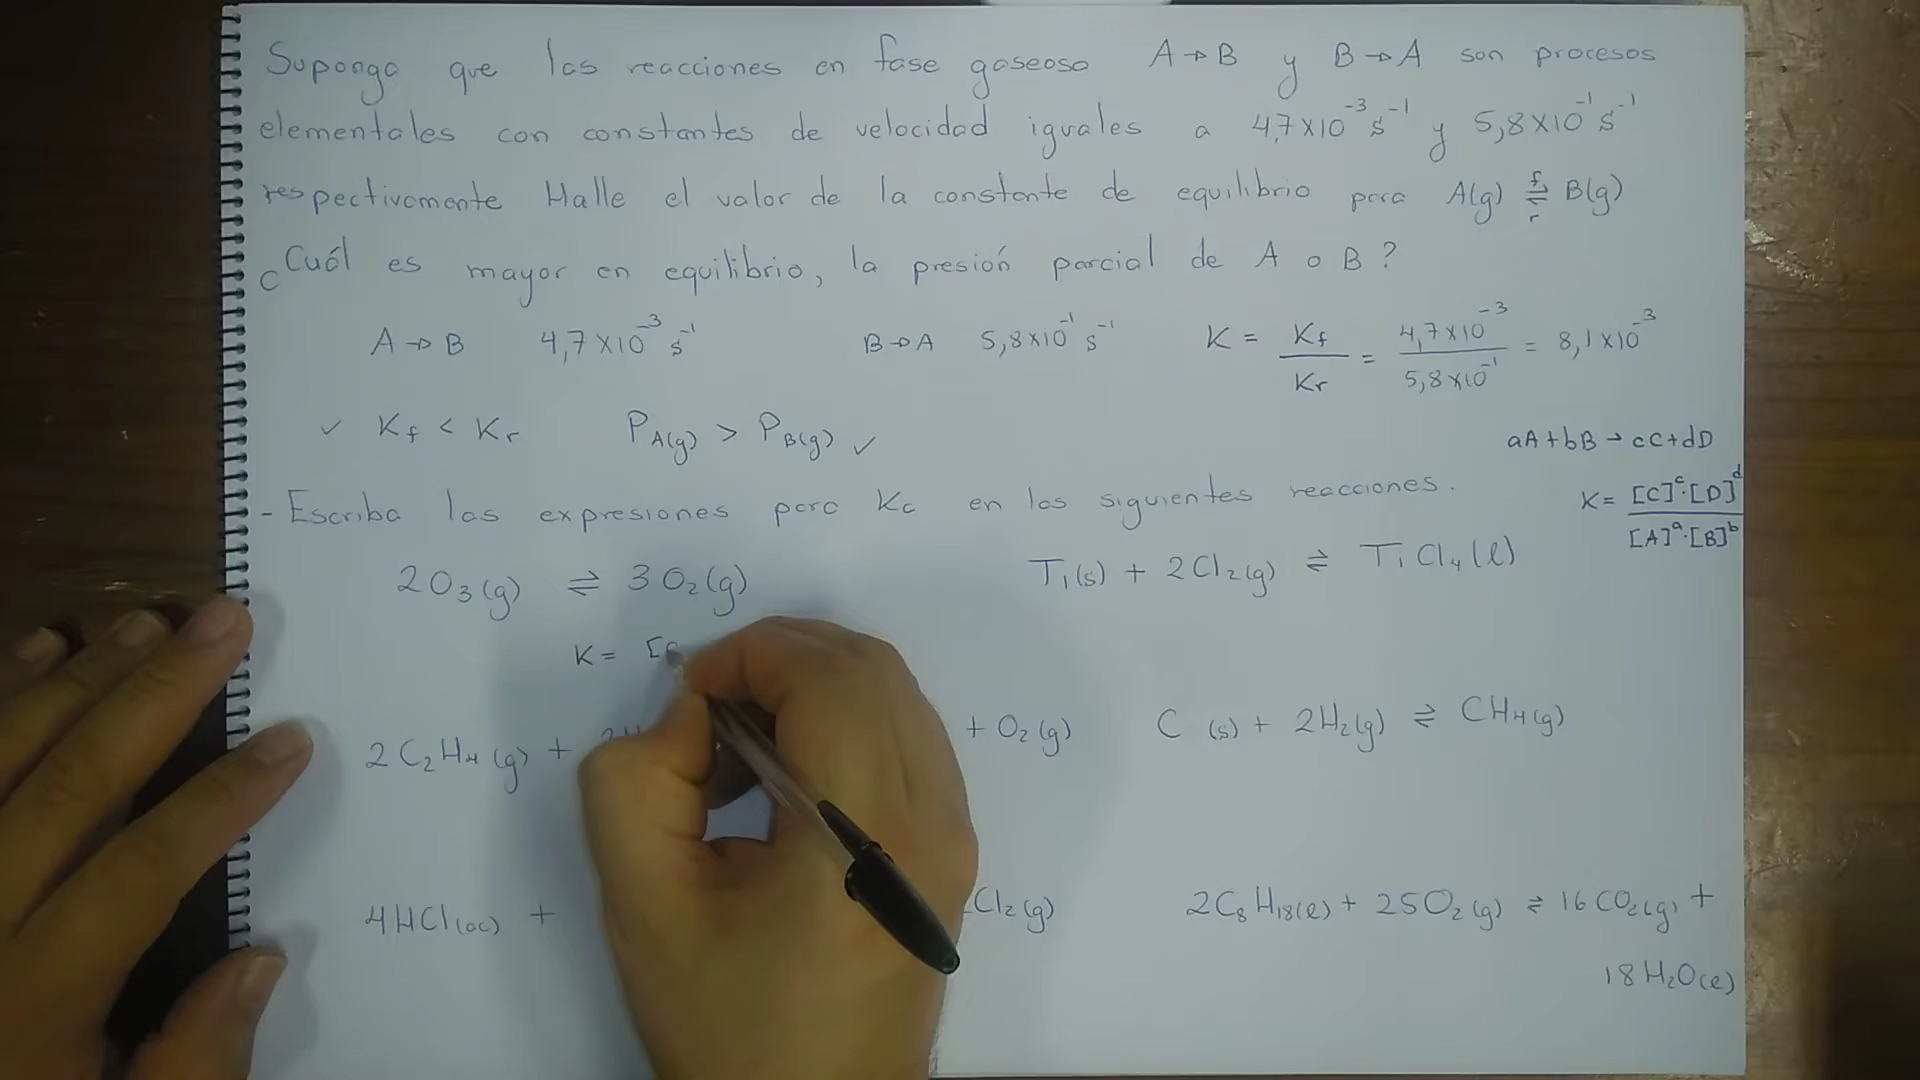 Suponga que las reacciones en fase gaseosa A → B y B → A son procesos
elementales con constantes de velocidad iguales a 4,7x10⁻³ s⁻¹ y 5,8x10⁻¹ s⁻¹
respectivamente Halle el valor de la constante de equilibrio para A(g) ⇌ B(g)
f
r
¿Cuál es mayor en equilibrio, la presión parcial de A o B?
A → B 4,7x10⁻³ s⁻¹ B → A 5,8x10⁻¹ s⁻¹ K = Kf/Kr = 4,7x10⁻³/5,8x10⁻¹ = 8,1x10⁻³
✓ Kf < Kr P A(g) > P B(g) ✓
aA+bB → cC+dD
- Escriba las expresiones para Kc en las siguientes reacciones.
K = [C]ᶜ·[D]ᵈ/[A]ᵃ·[B]ᵇ
2O₃(g) ⇌ 3O₂(g) Ti(s) + 2Cl₂(g) ⇌ TiCl₄(l)
K = [
2C₂H₄(g) + + O₂(g) C (s) + 2H₂(g) ⇌ CH₄(g)
4HCl(ac) + Cl₂(g) 2C₈H₁₈(l) + 25O₂(g) ⇌ 16CO₂(g) +
18H₂O(l)